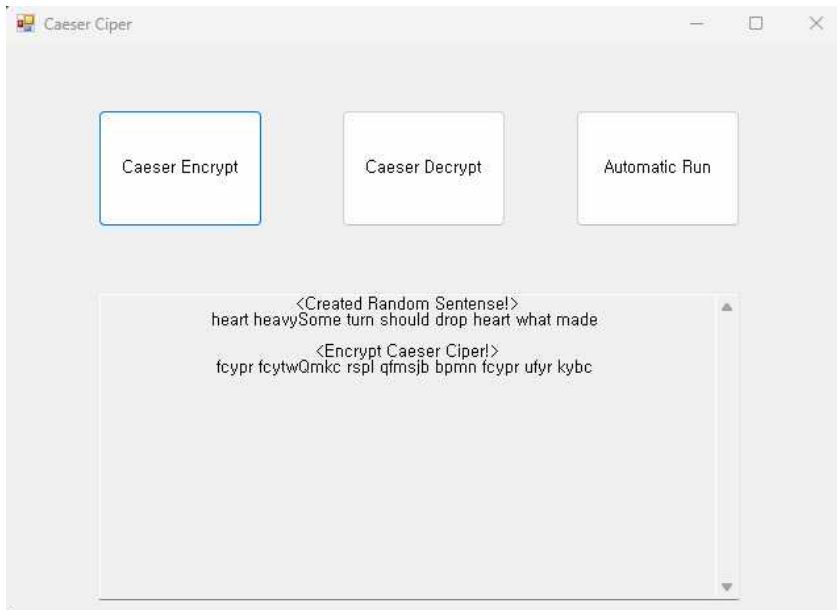 Caeser Ciper
Caeser Encrypt
Caeser Decrypt
Automatic Run
<Created Random Sentense!>
heart heavySome turn should drop heart what made
<Encrypt Caeser Ciper!>
fcypr fcytwQmkc rspl qfmsjb bpmn fcypr ufyr kybc